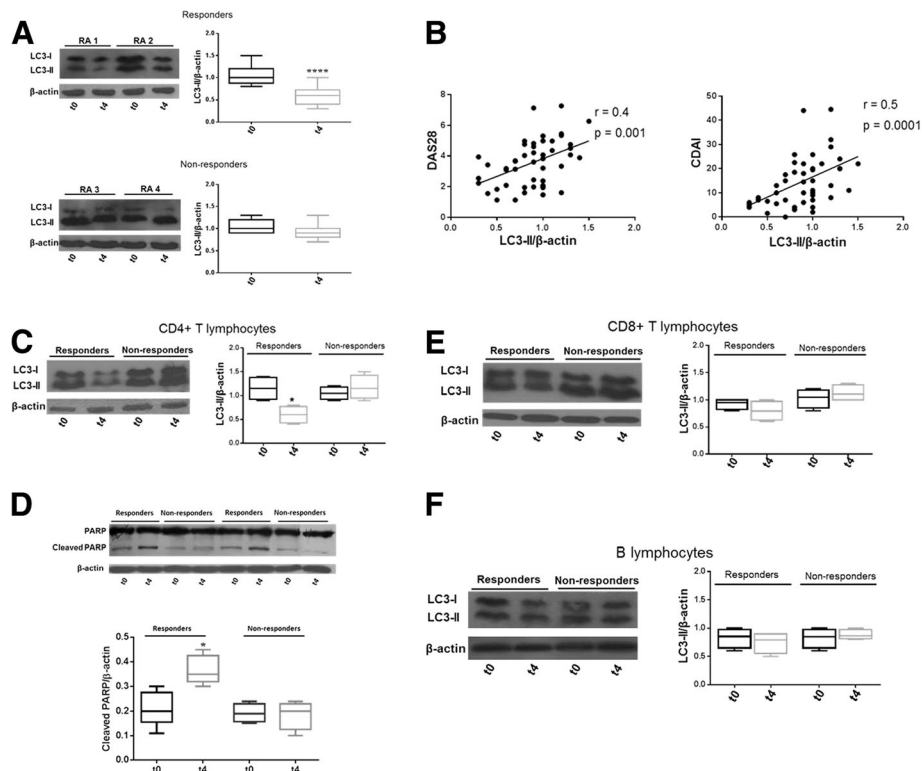 A
Responders
RA 1 RA 2
LC3-I
LC3-II
β-actin
t0 t4 t0 t4
LC3-II/β-actin
2.0
1.5
1.0
0.5
0.0
****
t0 t4
Non-responders
RA 3 RA 4
LC3-I
LC3-II
β-actin
t0 t4 t0 t4
LC3-II/β-actin
2.0
1.5
1.0
0.5
0.0
t0 t4
B
DAS28
8
6
4
2
0
0.0 0.5 1.0 1.5 2.0
LC3-II/β-actin
r = 0.4
p = 0.001
CDAI
50
40
30
20
10
0
0.0 0.5 1.0 1.5 2.0
LC3-II/β-actin
r = 0.5
p = 0.0001
C
CD4+ T lymphocytes
Responders Non-responders
LC3-I
LC3-II
β-actin
t0 t4 t0 t4
Responders Non-responders
LC3-II/β-actin
2.0
1.5
1.0
0.5
0.0
*
t0 t4 t0 t4
E
CD8+ T lymphocytes
Responders Non-responders
LC3-I
LC3-II
β-actin
t0 t4 t0 t4
Responders Non-responders
LC3-II/β-actin
2.0
1.5
1.0
0.5
0.0
t0 t4 t0 t4
D
Responders Non-responders Responders Non-responders
PARP
Cleaved PARP
β-actin
t0 t4 t0 t4 t0 t4 t0 t4
Responders Non-responders
Cleaved PARP/β-actin
0.5
0.4
0.3
0.2
0.1
0.0
*
t0 t4 t0 t4
F
B lymphocytes
Responders Non-responders
LC3-I
LC3-II
β-actin
t0 t4 t0 t4
Responders Non-responders
LC3-II/β-actin
2.0
1.5
1.0
0.5
0.0
t0 t4 t0 t4